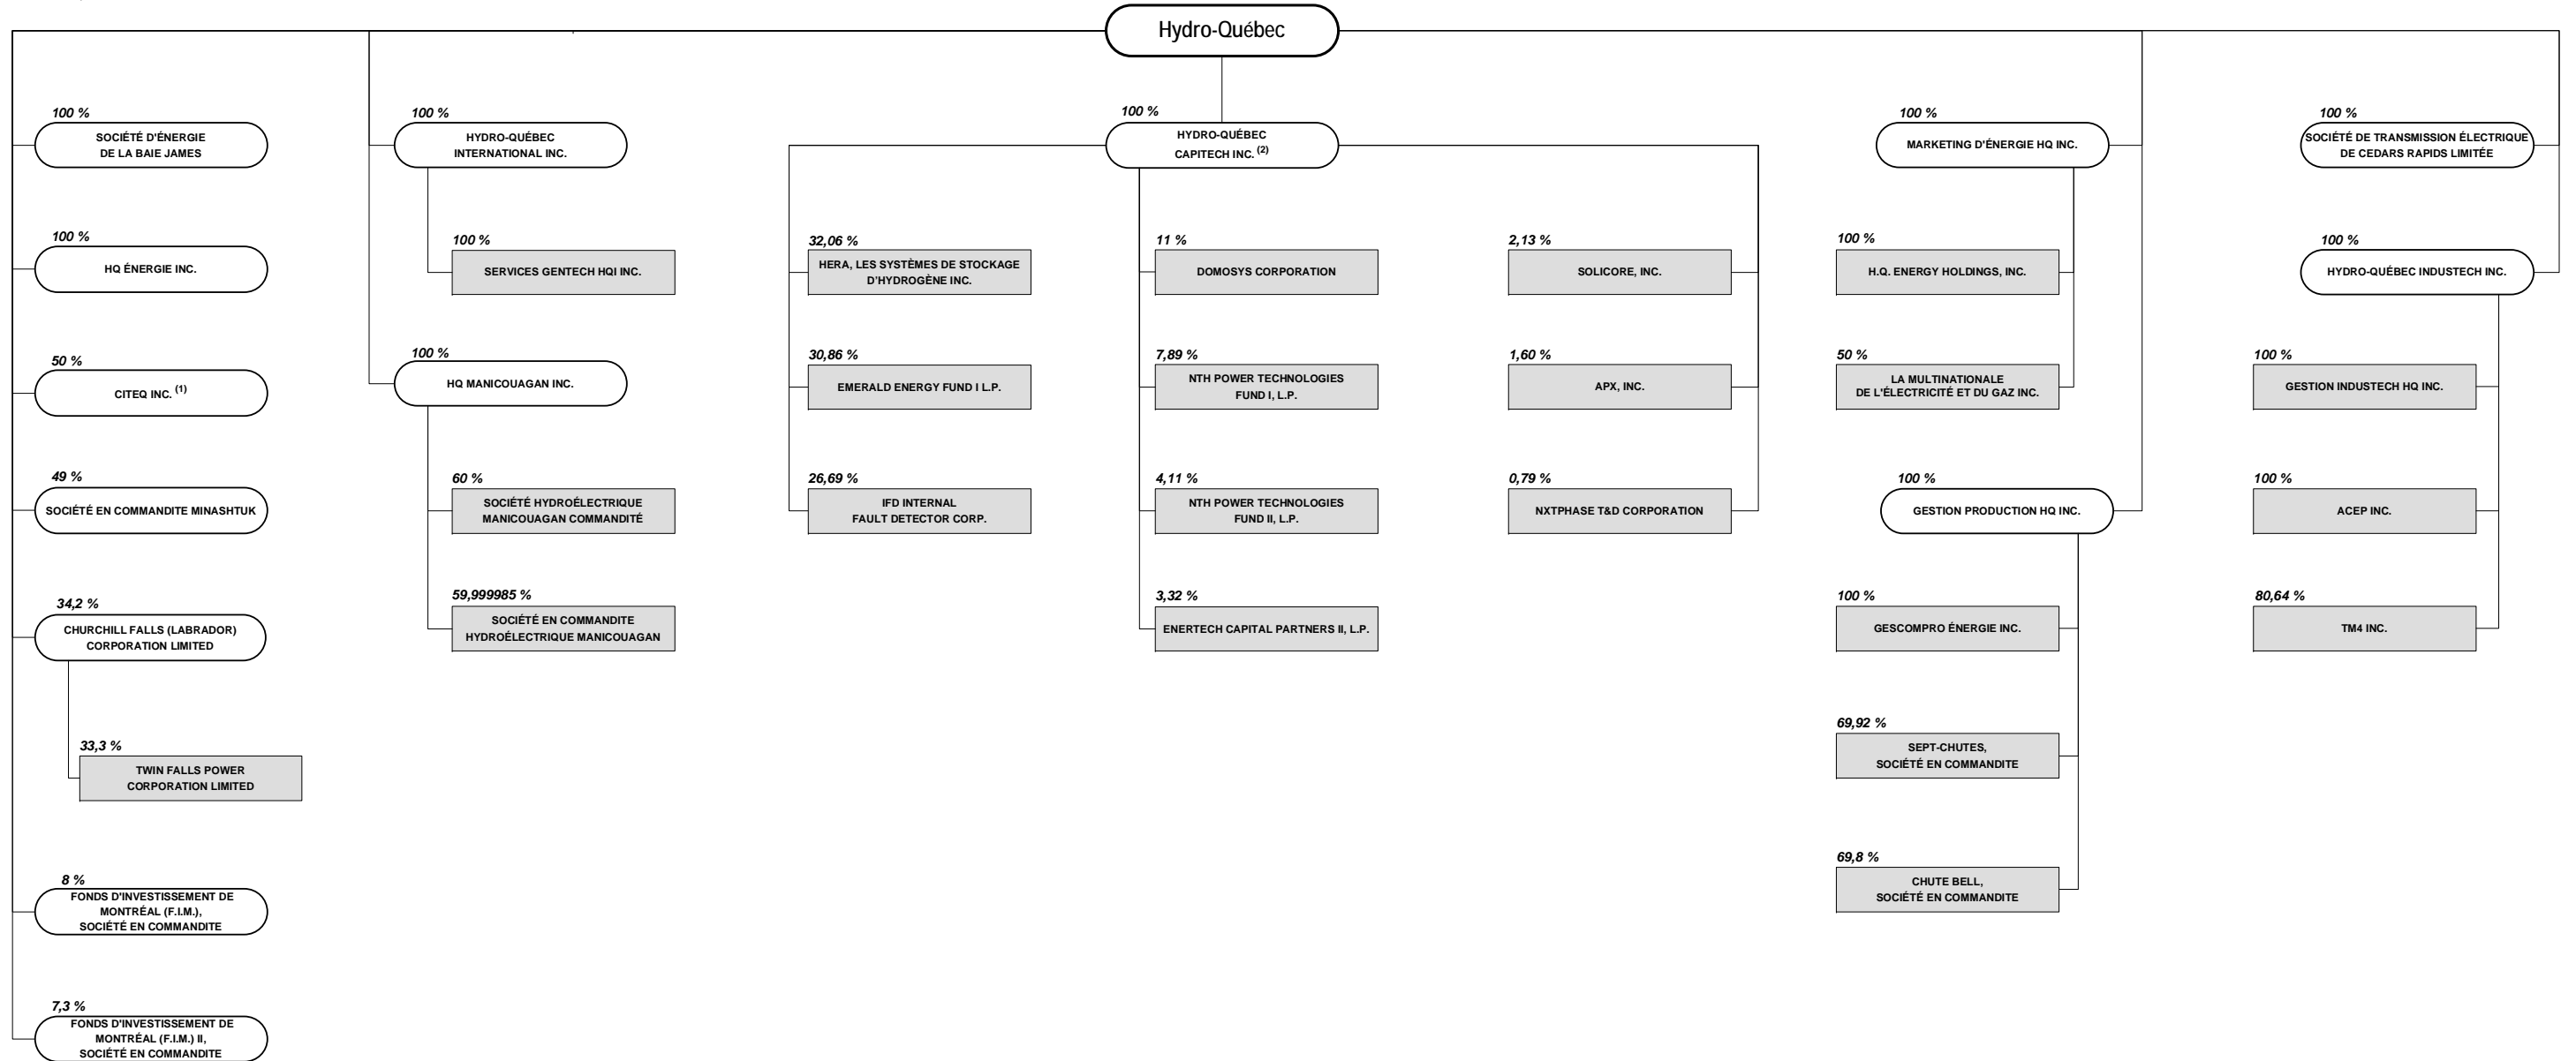 Hydro-Québec
100 %
SOCIÉTÉ D'ÉNERGIE
DE LA BAIE JAMES
100 %
HQ ÉNERGIE INC.
50 %
CITEQ INC. (1)
49 %
SOCIÉTÉ EN COMMANDITE MINASHTUK
34,2 %
CHURCHILL FALLS (LABRADOR)
CORPORATION LIMITED
33,3 %
TWIN FALLS POWER
CORPORATION LIMITED
8 %
FONDS D'INVESTISSEMENT DE
MONTRÉAL (F.I.M.),
SOCIÉTÉ EN COMMANDITE
7,3 %
FONDS D'INVESTISSEMENT DE
MONTRÉAL (F.I.M.) II,
SOCIÉTÉ EN COMMANDITE
100 %
HYDRO-QUÉBEC
INTERNATIONAL INC.
100 %
SERVICES GENTECH HQI INC.
100 %
HQ MANICOUAGAN INC.
60 %
SOCIÉTÉ HYDROÉLECTRIQUE
MANICOUAGAN COMMANDITÉ
59,999985 %
SOCIÉTÉ EN COMMANDITE
HYDROÉLECTRIQUE MANICOUAGAN
100 %
HYDRO-QUÉBEC
CAPITECH INC. (2)
32,06 %
HERA, LES SYSTÈMES DE STOCKAGE
D'HYDROGÈNE INC.
30,86 %
EMERALD ENERGY FUND I L.P.
26,69 %
IFD INTERNAL
FAULT DETECTOR CORP.
11 %
DOMOSYS CORPORATION
7,89 %
NTH POWER TECHNOLOGIES
FUND I, L.P.
4,11 %
NTH POWER TECHNOLOGIES
FUND II, L.P.
3,32 %
ENERTECH CAPITAL PARTNERS II, L.P.
2,13 %
SOLICORE, INC.
1,60 %
APX, INC.
0,79 %
NXTPHASE T&D CORPORATION
100 %
MARKETING D'ÉNERGIE HQ INC.
100 %
H.Q. ENERGY HOLDINGS, INC.
50 %
LA MULTINATIONALE
DE L'ÉLECTRICITÉ ET DU GAZ INC.
100 %
GESTION PRODUCTION HQ INC.
100 %
GESCOMPRO ÉNERGIE INC.
69,92 %
SEPT-CHUTES,
SOCIÉTÉ EN COMMANDITE
69,8 %
CHUTE BELL,
SOCIÉTÉ EN COMMANDITE
100 %
SOCIÉTÉ DE TRANSMISSION ÉLECTRIQUE
DE CEDARS RAPIDS LIMITÉE
100 %
HYDRO-QUÉBEC INDUSTECH INC.
100 %
GESTION INDUSTECH HQ INC.
100 %
ACEP INC.
80,64 %
TM4 INC.